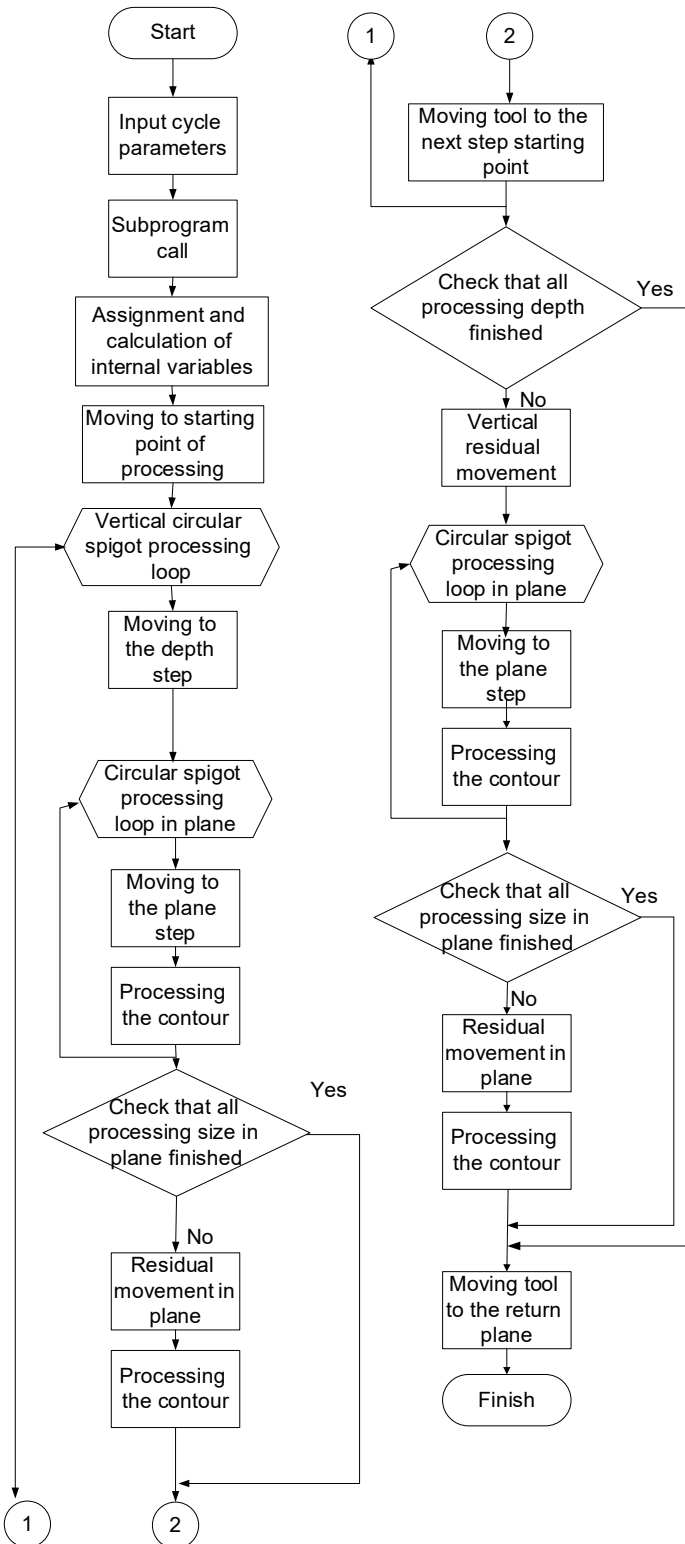 Start
Input cycle
parameters
Subprogram
call
Assignment and
calculation of
internal variables
Moving to starting
point of
processing
Vertical circular
spigot processing
loop
Moving to
the depth
step
Circular spigot
processing
loop in plane
Moving to
the plane
step
Processing
the contour
Check that all
processing size in
plane finished
Yes
No
Residual
movement in
plane
Processing
the contour
1
2
1
2
Moving tool to the
next step starting
point
Check that all
processing depth
finished
Yes
No
Vertical
residual
movement
Circular spigot
processing
loop in plane
Moving to
the plane
step
Processing
the contour
Check that all
processing size in
plane finished
Yes
No
Residual
movement in
plane
Processing
the contour
Moving tool
to the return
plane
Finish